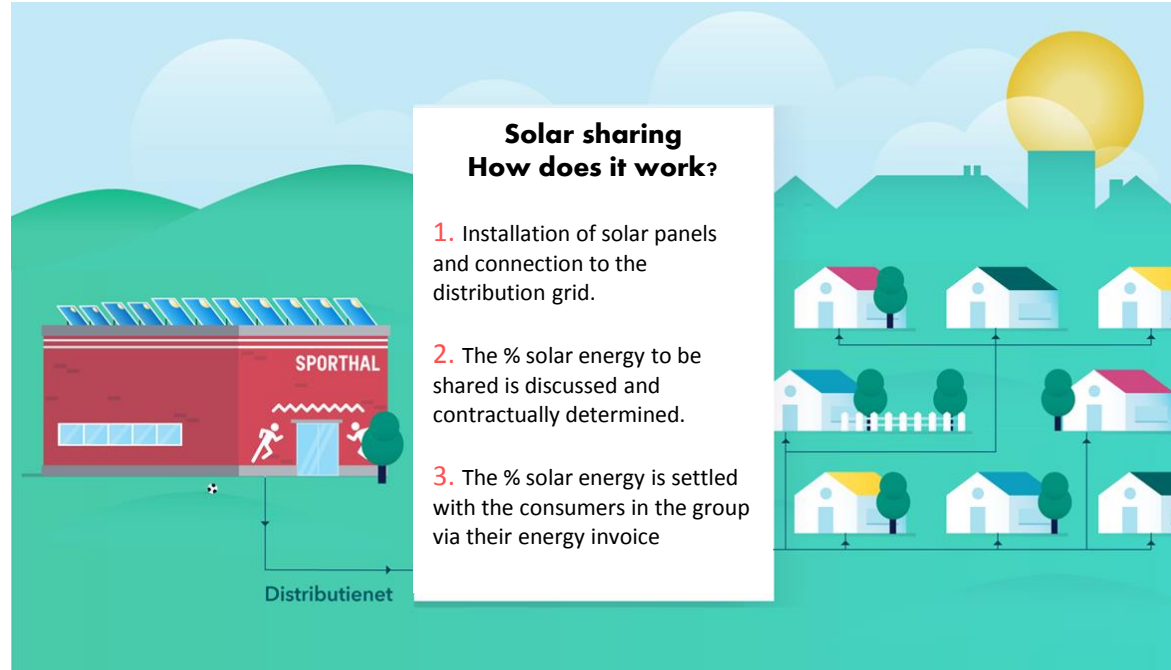 Solar sharing
How does it work?
1. Installation of solar panels
and connection to the
distribution grid.
2. The % solar energy to be
shared is discussed and
contractually determined.
3. The % solar energy is settled
with the consumers in the group
via their energy invoice
SPORTHAL
Distributienet